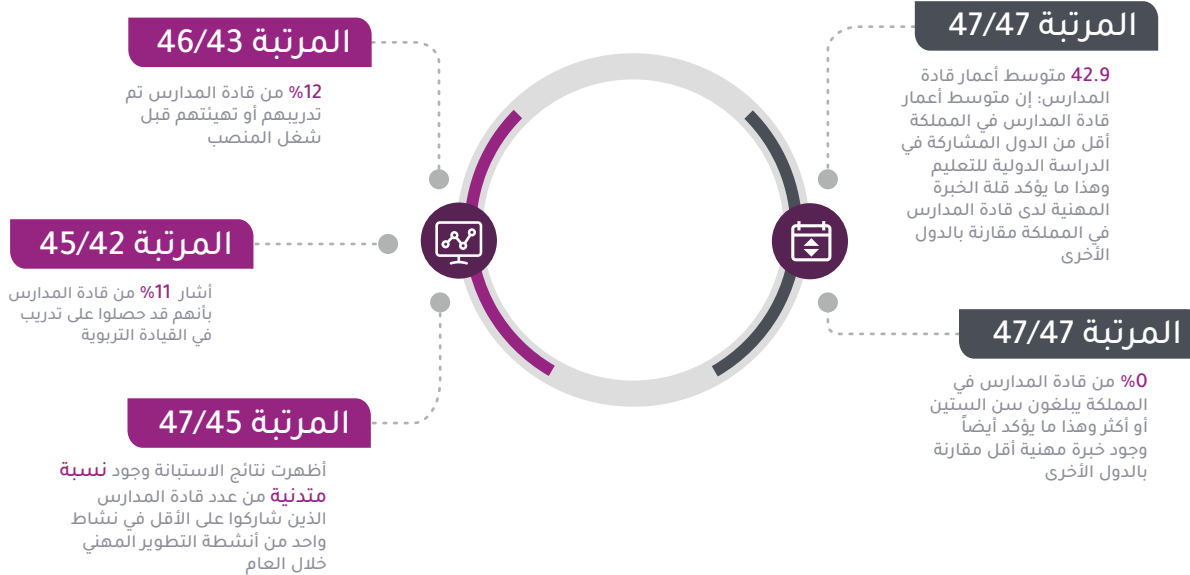 المرتبة 47/47
42.9 متوسط أعمار قادة
المدارس: إن متوسط أعمار
قادة المدارس في المملكة
أقل من الدول المشاركة في
الدراسة الدولية للتعليم
وهذا ما يؤكد قلة الخبرة
المهنية لدى قادة المدارس
في المملكة مقارنة بالدول
الأخرى
المرتبة 47/47
%0 من قادة المدارس في
المملكة يبلغون سن الستين
أو أكثر وهذا ما يؤكد أيضاً
وجود خبرة مهنية أقل مقارنة
بالدول الأخرى
المرتبة 46/43
%12 من قادة المدارس تم
تدريبهم أو تهيئتهم قبل
شغل المنصب
المرتبة 45/42
أشار 11% من قادة المدارس
بأنهم قد حصلوا على تدريب
في القيادة التربوية
المرتبة 47/45
أظهرت نتائج الاستبانة وجود نسبة
متدنية من عدد قادة المدارس
الذين شاركوا على الأقل في نشاط
واحد من أنشطة التطوير المهني
خلال العام